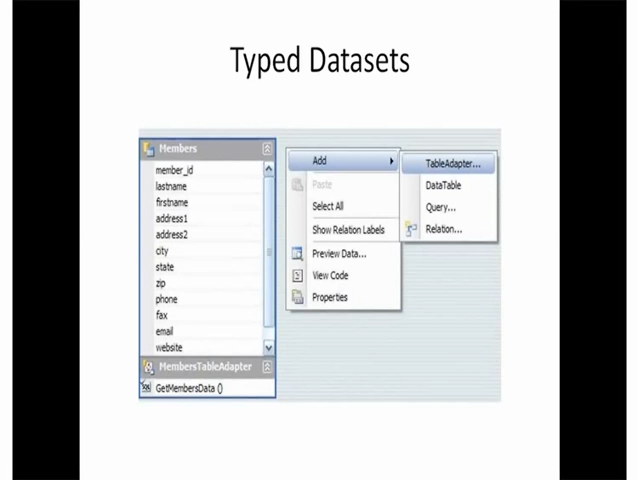 Typed Datasets
Members
member_id
lastname
firstname
address1
address2
city
state
zip
phone
fax
email
website
MembersTableAdapter
GetMembersData ()
Add
Paste
Select All
Show Relation Labels
Preview Data...
View Code
Properties
TableAdapter...
DataTable
Query...
Relation...